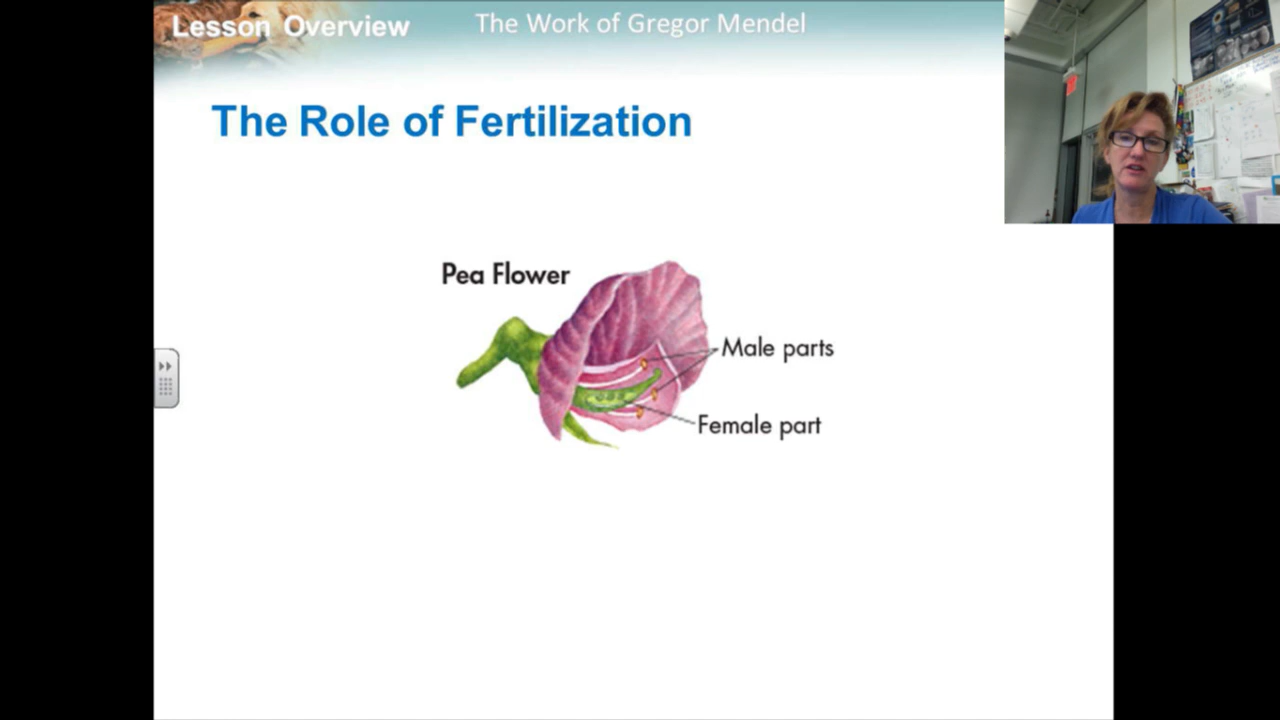 Lesson Overview
The Work of Gregor Mendel
The Role of Fertilization
Pea Flower
Male parts
Female part